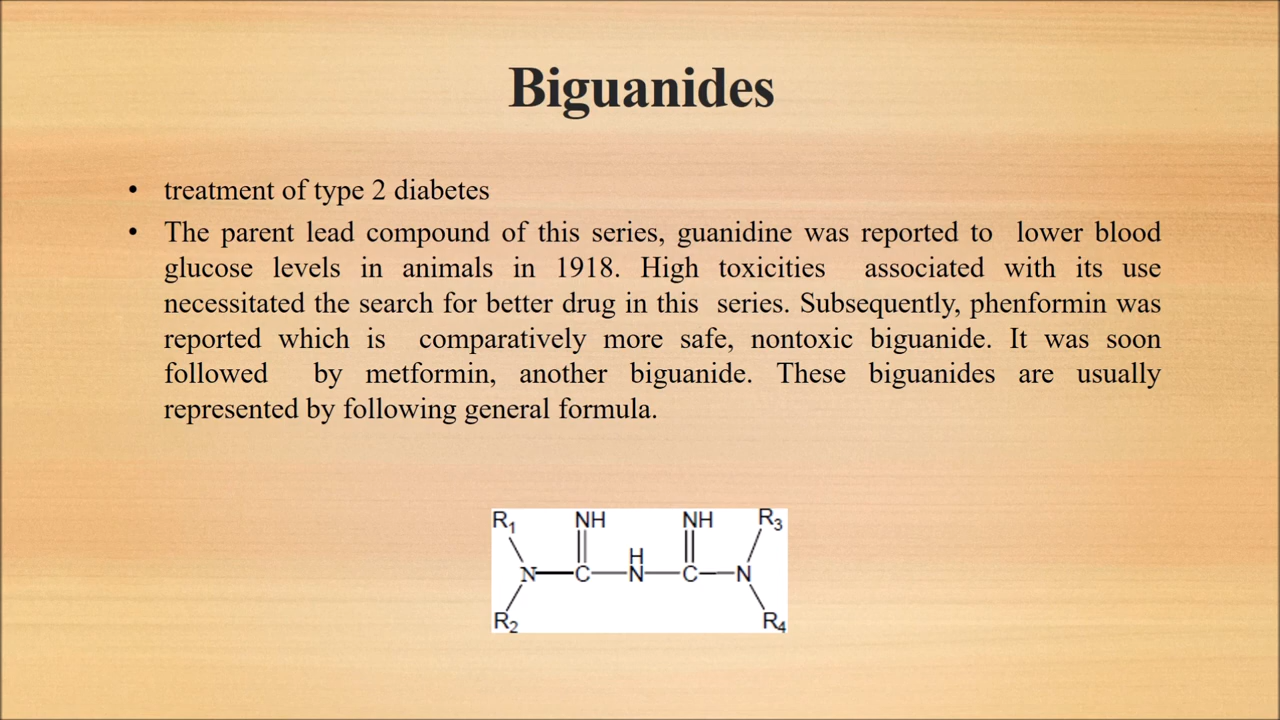 Biguanides
• treatment of type 2 diabetes
• The parent lead compound of this series, guanidine was reported to lower blood
glucose levels in animals in 1918. High toxicities associated with its use
necessitated the search for better drug in this series. Subsequently, phenformin was
reported which is comparatively more safe, nontoxic biguanide. It was soon
followed by metformin, another biguanide. These biguanides are usually
represented by following general formula.
R1 NH NH R3
H
N C N C N
R2 R4